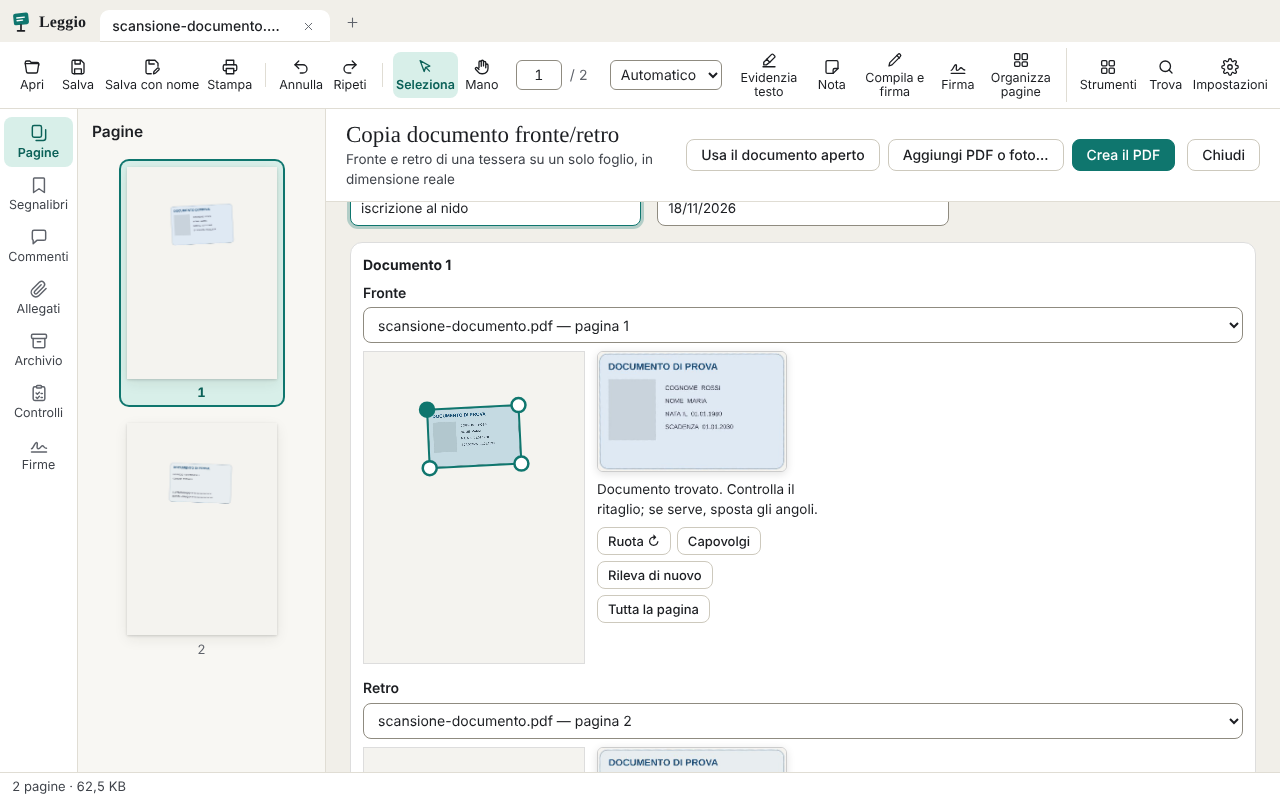 Leggio
scansione-documento....
Apri
Salva
Salva con nome
Stampa
Annulla
Ripeti
Seleziona
Mano
1 / 2
Automatico
Evidenzia testo
Nota
Compila e firma
Firma
Organizza pagine
Strumenti
Trova
Impostazioni
Pagine
Segnalibri
Commenti
Allegati
Archivio
Controlli
Firme
Pagine
1
2
Copia documento fronte/retro
Fronte e retro di una tessera su un solo foglio, in
dimensione reale
Usa il documento aperto
Aggiungi PDF o foto...
Crea il PDF
Chiudi
iscrizione al nido
18/11/2026
Documento 1
Fronte
scansione-documento.pdf — pagina 1
DOCUMENTO DI PROVA
DOCUMENTO DI PROVA
COGNOME ROSSI
NOME MARIA
NATA IL 01.01.1980
SCADENZA 01.01.2030
Documento trovato. Controlla il
ritaglio; se serve, sposta gli angoli.
Ruota ↻
Capovolgi
Rileva di nuovo
Tutta la pagina
Retro
scansione-documento.pdf — pagina 2
DOCUMENTO DI PROVA
2 pagine · 62,5 KB